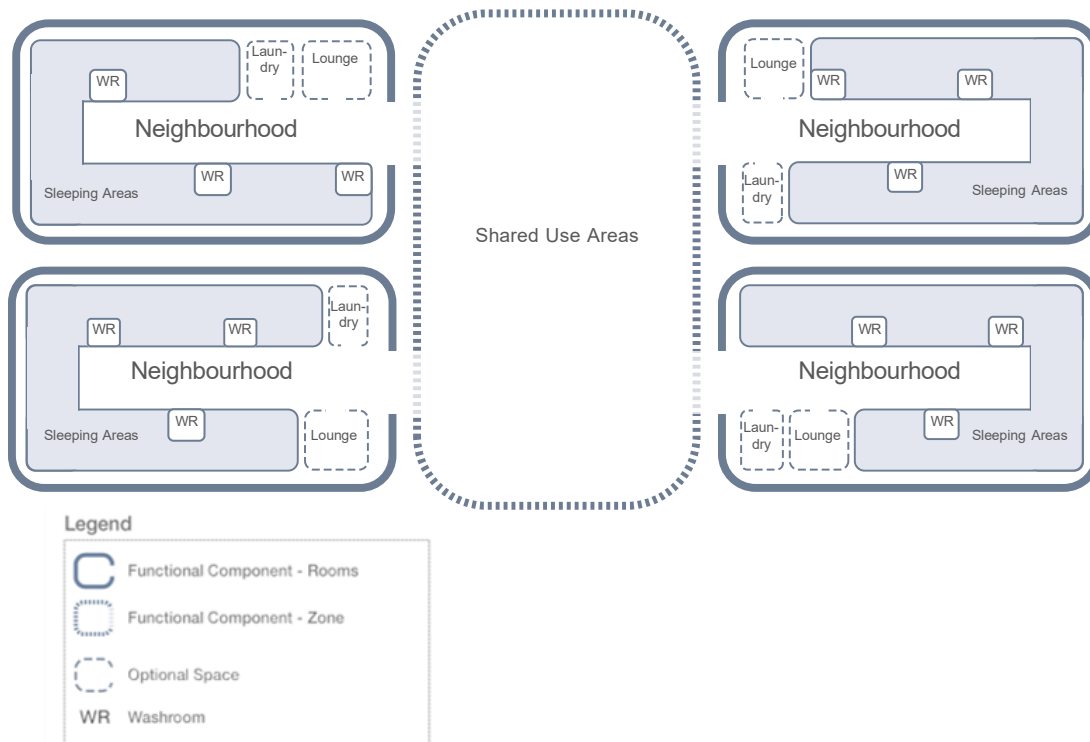 WR
Laun-
dry
Lounge
Neighbourhood
WR
WR
Sleeping Areas
Lounge
WR
WR
Neighbourhood
Laun-
dry
WR
Sleeping Areas
Shared Use Areas
WR
WR
Laun-
dry
Neighbourhood
WR
Sleeping Areas
Lounge
WR
WR
Neighbourhood
Laun-
dry
Lounge
WR
Sleeping Areas
Legend
Functional Component - Rooms
Functional Component - Zone
Optional Space
WR Washroom